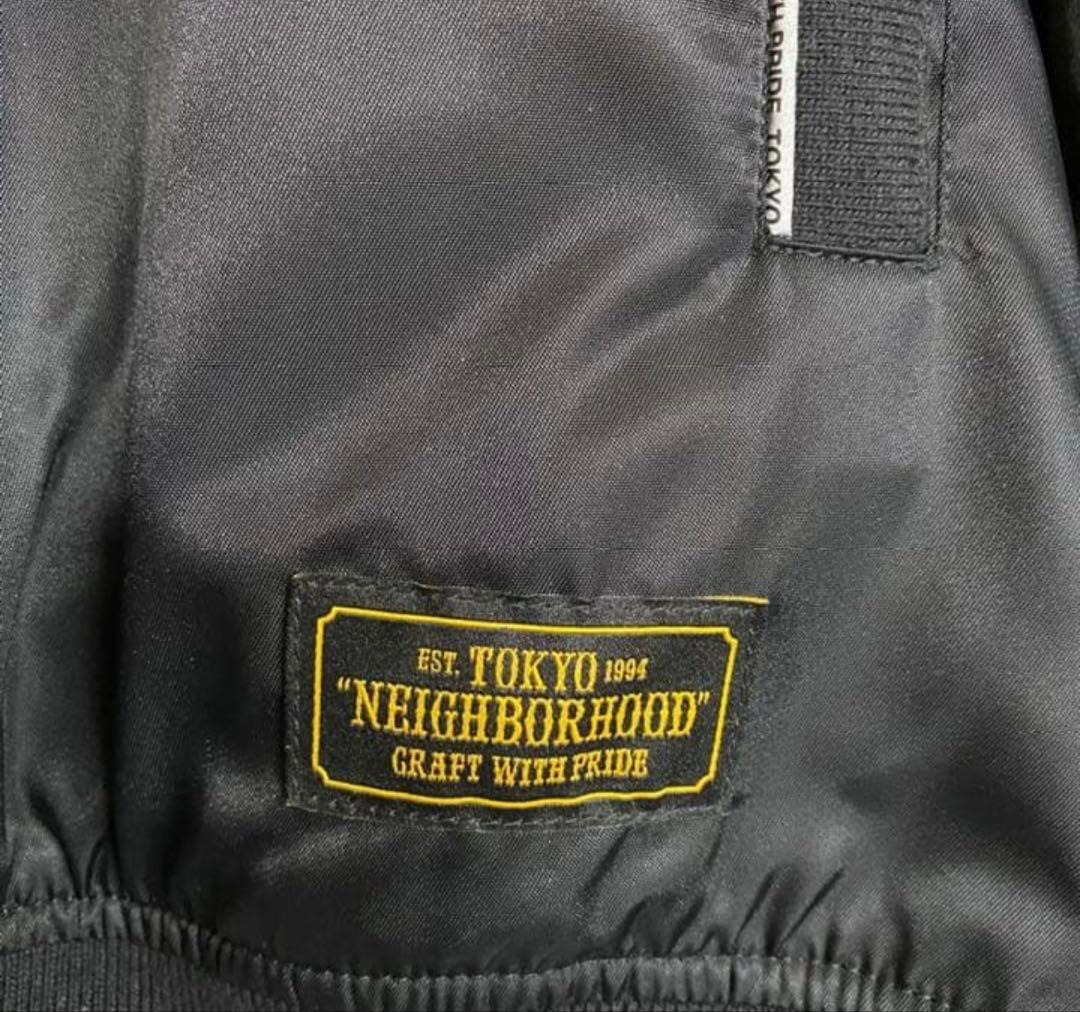 H PRIDE TOKYO
EST. TOKYO 1994
"NEIGHBORHOOD"
CRAFT WITH PRIDE